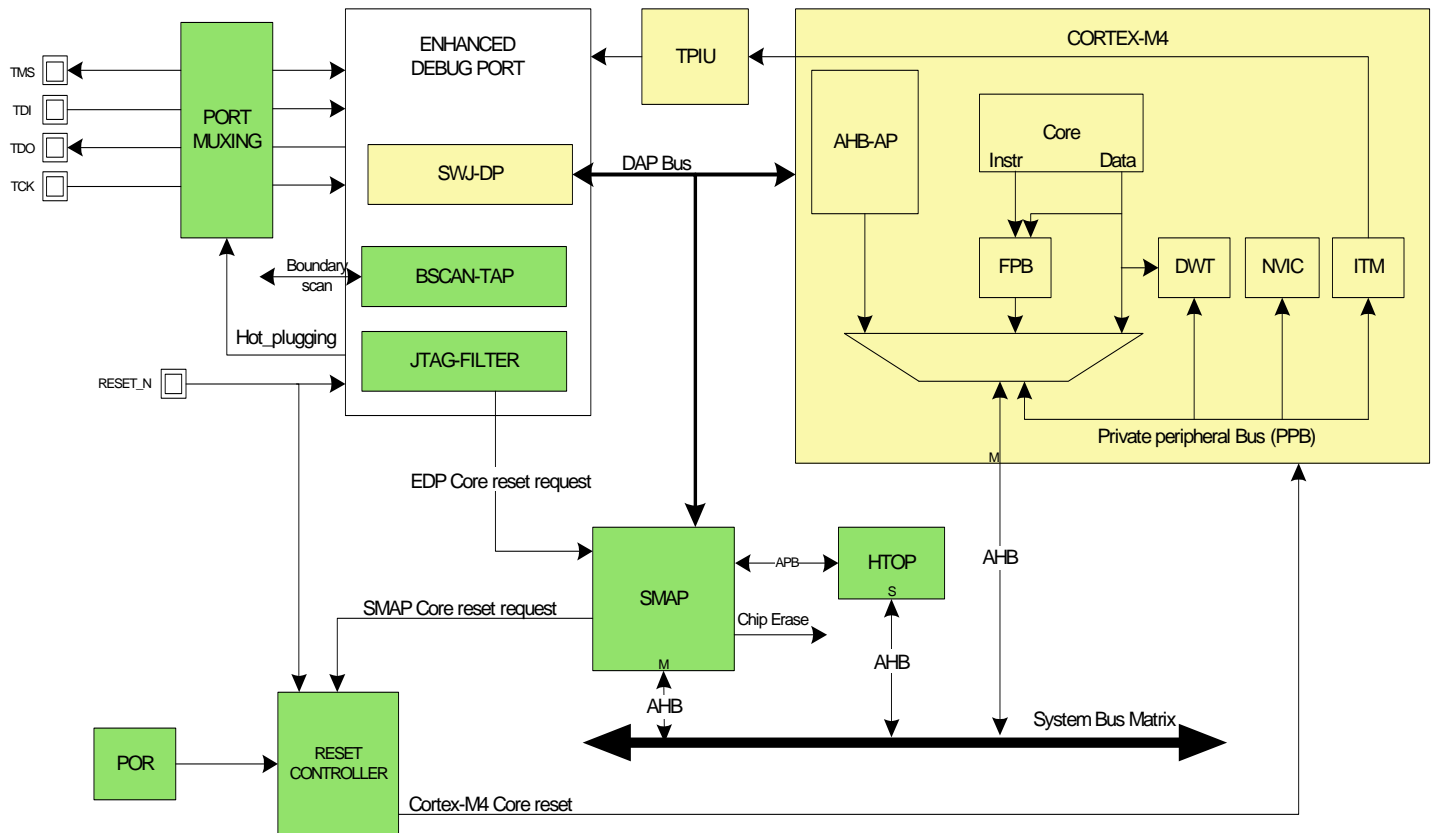 ENHANCED
DEBUG PORT
TPIU
CORTEX-M4
TMS
TDI
TDO
TCK
PORT
MUXING
AHB-AP
Core
Instr
Data
SWJ-DP
DAP Bus
FPB
DWT
NVIC
ITM
Boundary
scan
BSCAN-TAP
Hot_plugging
JTAG-FILTER
RESET_N
Private peripheral Bus (PPB)
M
EDP Core reset request
AHB
SMAP
APB
HTOP
S
SMAP Core reset request
Chip Erase
M
AHB
AHB
System Bus Matrix
POR
RESET
CONTROLLER
Cortex-M4 Core reset